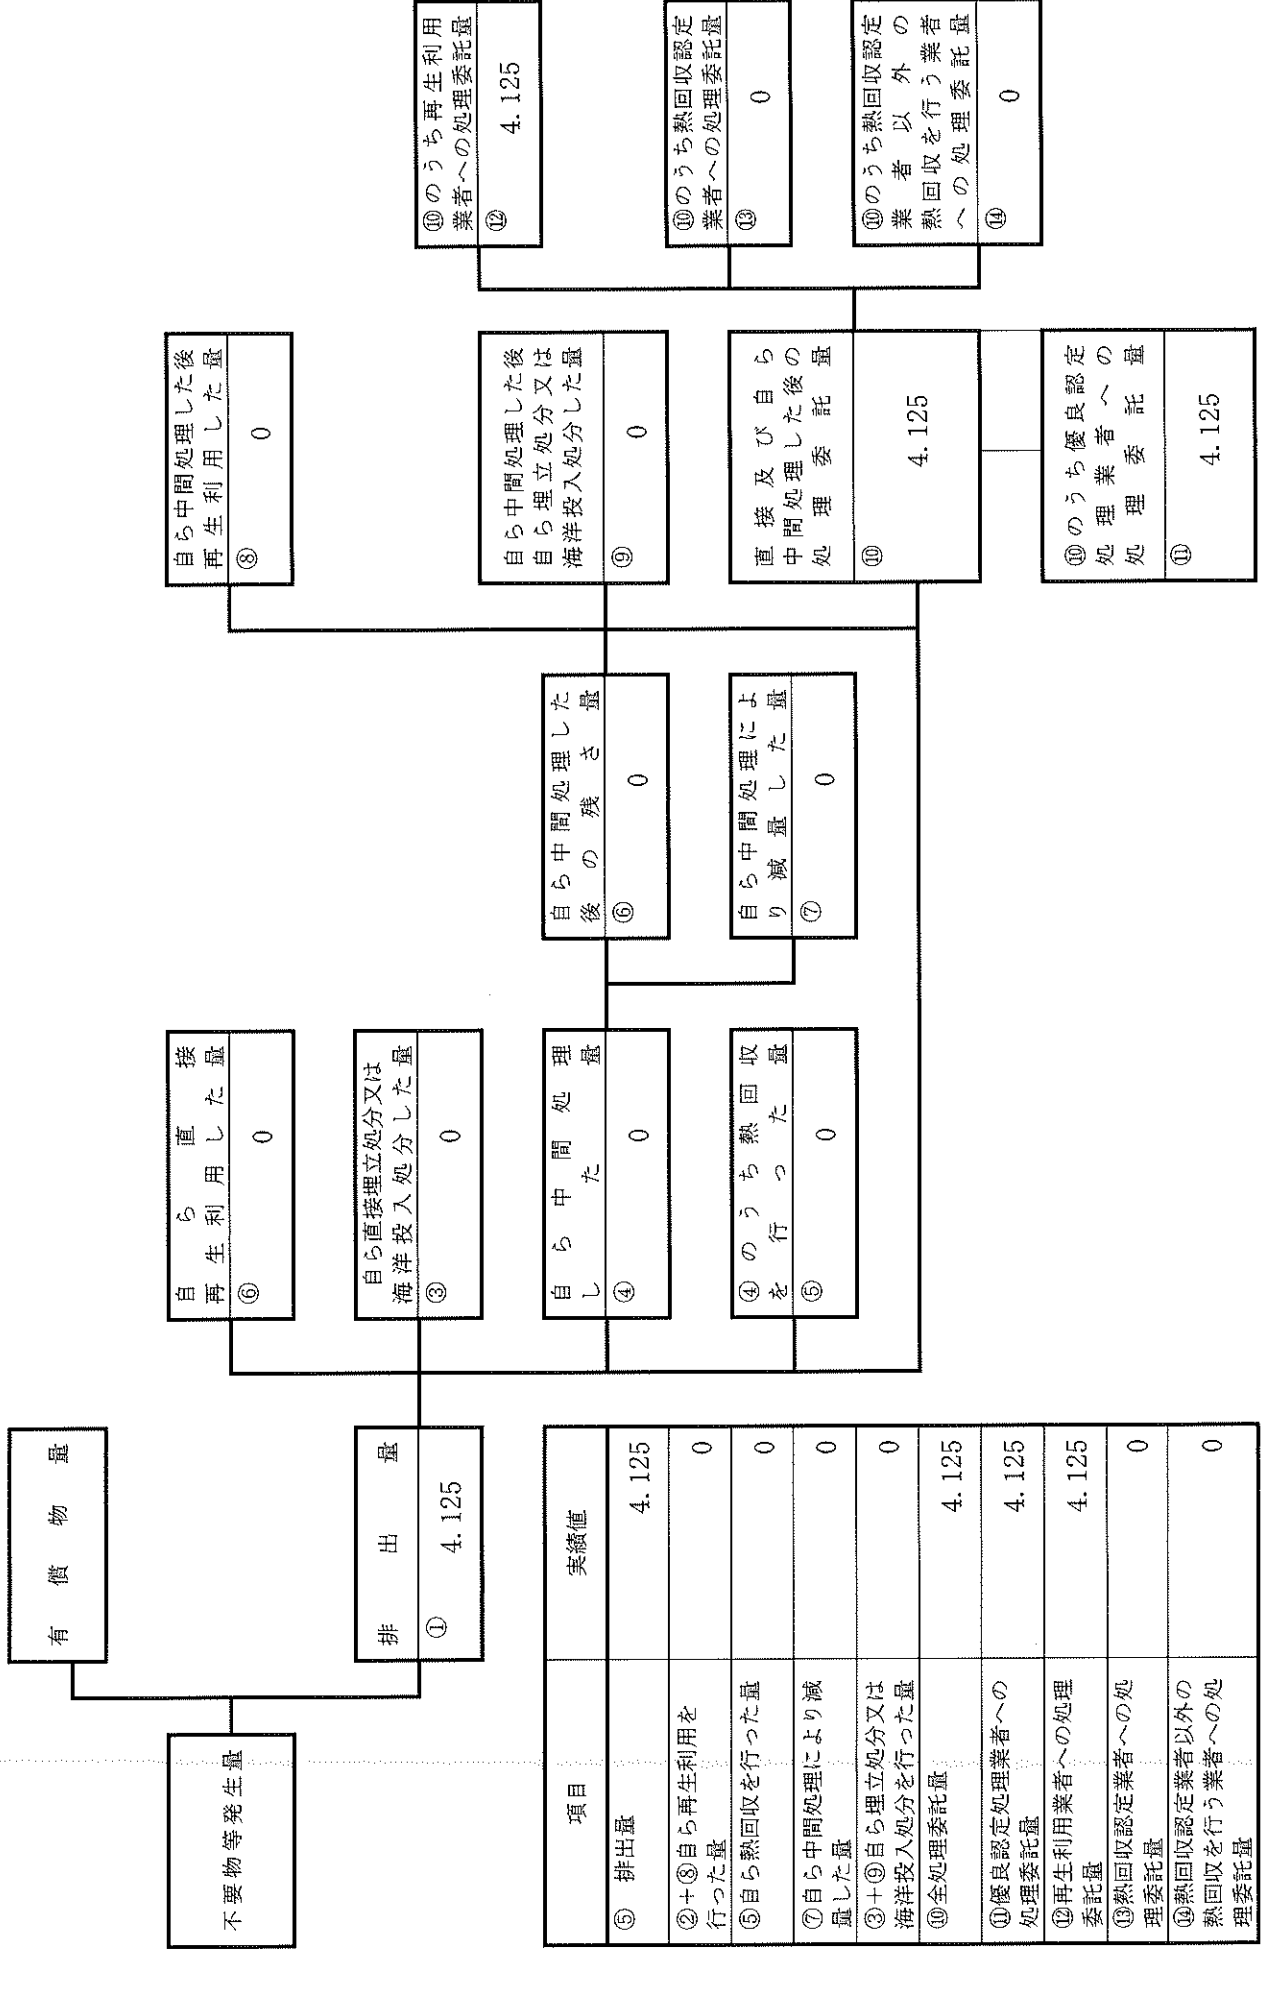 有償物量
不要物等発生量
排出量
① 4.125
自ら直接
再生利用した量
⑥ 0
自ら直接埋立処分又は
海洋投入処分した量
③ 0
自ら中間処理
した量
④ 0
④のうち熱回収
を行った量
⑤ 0
自ら中間処理した
後の残さ量
⑥ 0
自ら中間処理によ
り減量した量
⑦ 0
自ら中間処理した後
再生利用した量
⑧ 0
自ら中間処理した後
自ら埋立処分又は
海洋投入処分した量
⑨ 0
直接及び自ら
中間処理した後の
処理委託量
⑩ 4.125
⑩のうち優良認定
処理業者への
処理委託量
⑪ 4.125
⑩のうち再生利用
業者への処理委託量
⑫ 4.125
⑩のうち熱回収認定
業者への処理委託量
⑬ 0
⑩のうち熱回収認定
業者以外の
熱回収を行う業者
への処理委託量
⑭ 0
項目 実績値
⑤ 排出量 4.125
②+⑧自ら再生利用を
行った量 0
⑤自ら熱回収を行った量 0
⑦自ら中間処理により減
量した量 0
③+⑨自ら埋立処分又は
海洋投入処分を行った量 0
⑩全処理委託量 4.125
⑪優良認定処理業者への
処理委託量 4.125
⑫再生利用業者への処理
委託量 4.125
⑬熱回収認定業者への処
理委託量 0
⑭熱回収認定業者以外の
熱回収を行う業者への処
理委託量 0